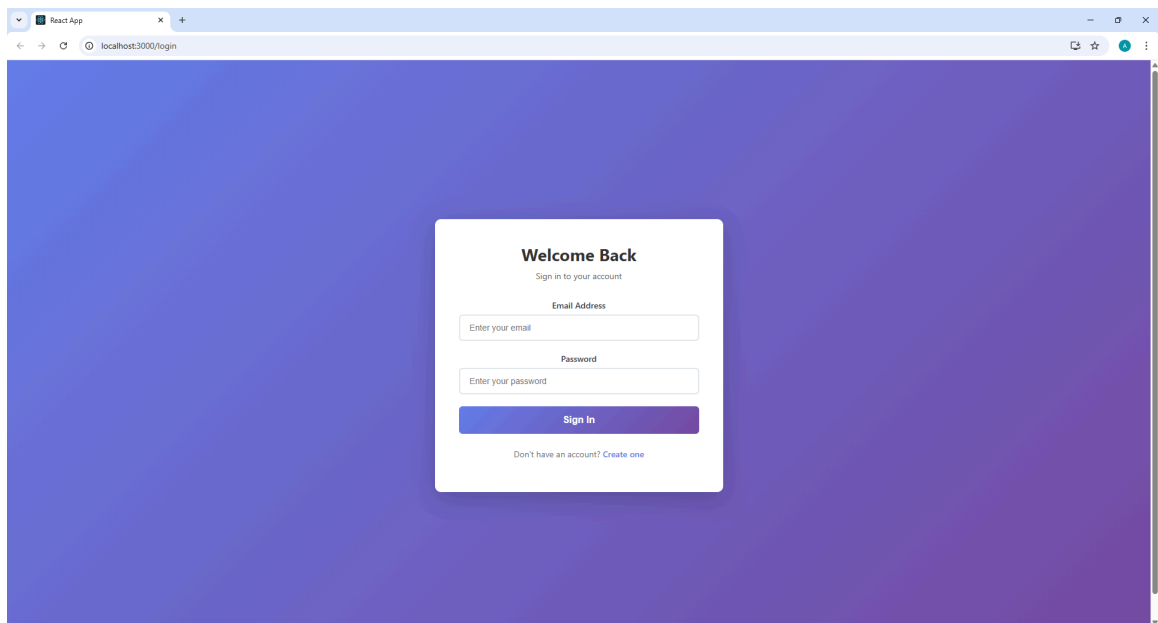 React App
localhost:3000/login
A
Welcome Back
Sign in to your account
Email Address
Enter your email
Password
Enter your password
Sign In
Don't have an account? Create one